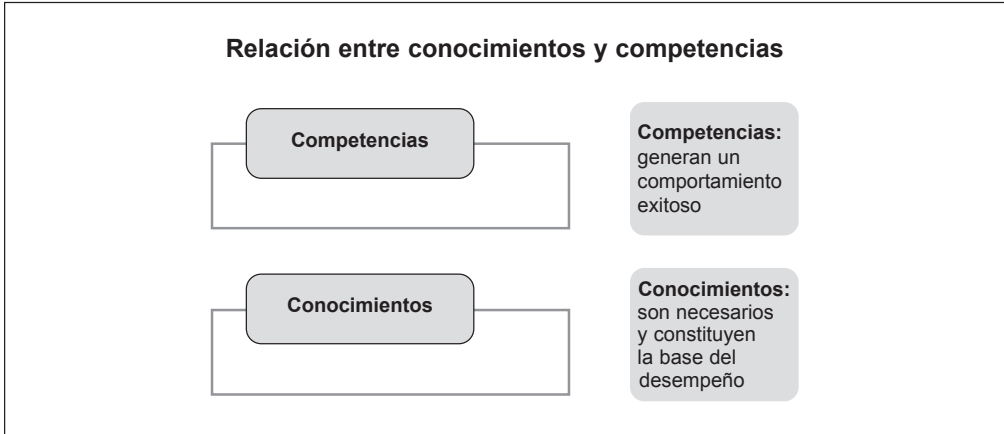 Relación entre conocimientos y competencias
Competencias
Competencias:
generan un
comportamiento
exitoso
Conocimientos
Conocimientos:
son necesarios
y constituyen
la base del
desempeño